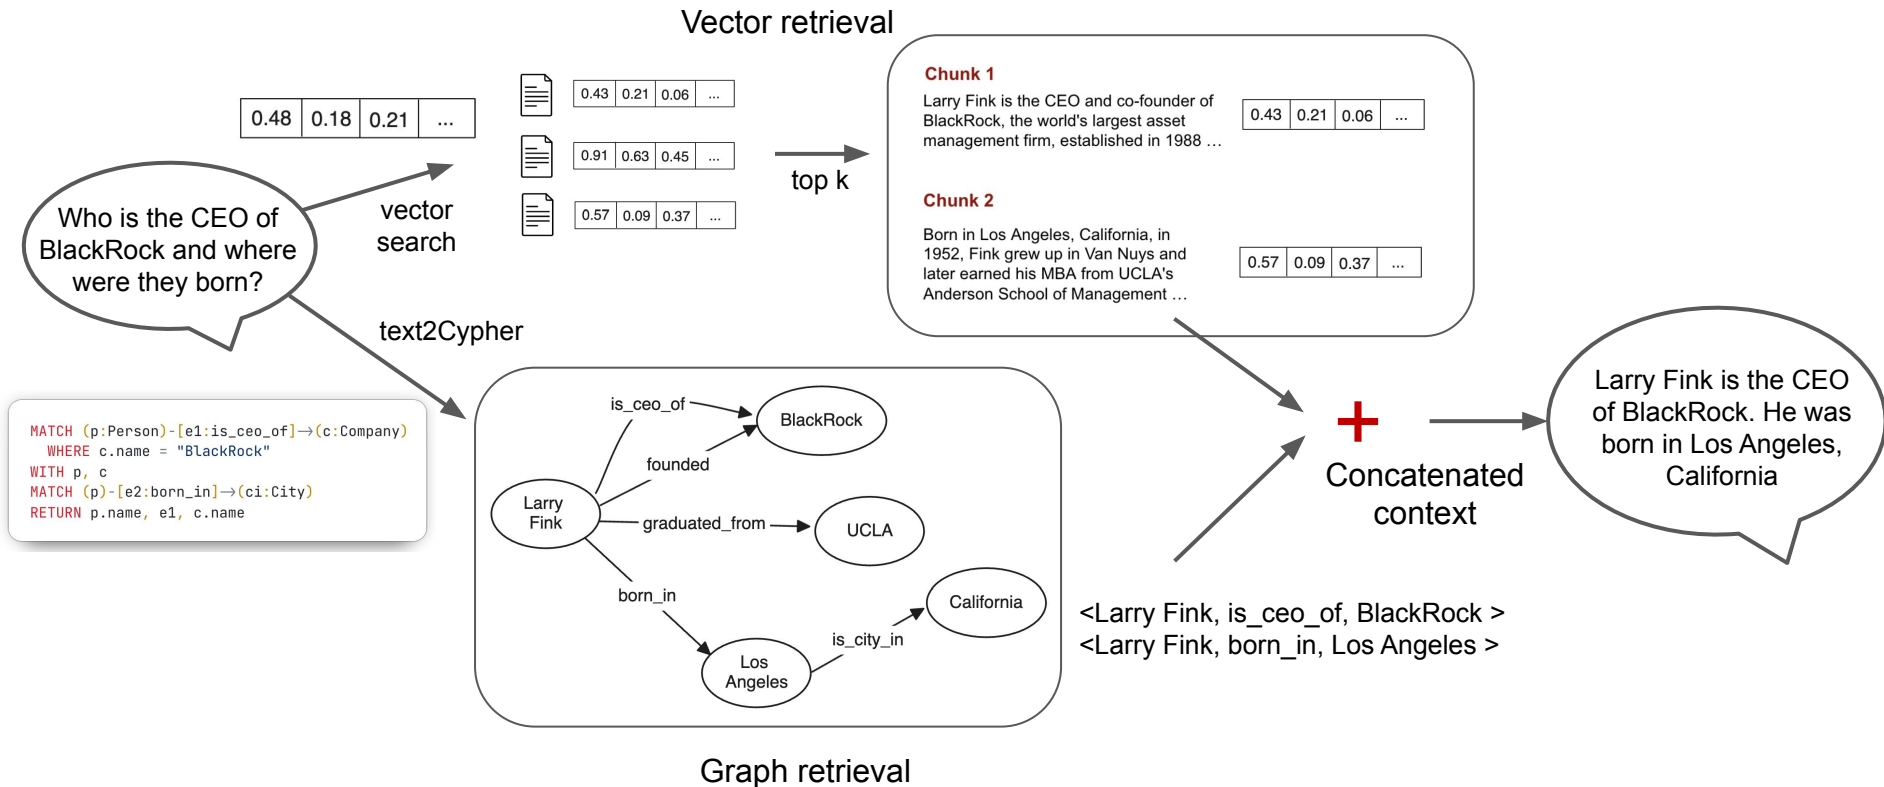 Vector retrieval
0.48 0.18 0.21 ...
0.43 0.21 0.06 ...
0.91 0.63 0.45 ...
0.57 0.09 0.37 ...
top k
Chunk 1
Larry Fink is the CEO and co-founder of
BlackRock, the world's largest asset
management firm, established in 1988 ...
0.43 0.21 0.06 ...
Chunk 2
Born in Los Angeles, California, in
1952, Fink grew up in Van Nuys and
later earned his MBA from UCLA's
Anderson School of Management ...
0.57 0.09 0.37 ...
Who is the CEO of
BlackRock and where
were they born?
vector
search
text2Cypher
MATCH (p:Person)-[e1:is_ceo_of]->(c:Company)
WHERE c.name = "BlackRock"
WITH p, c
MATCH (p)-[e2:born_in]->(ci:City)
RETURN p.name, e1, c.name
is_ceo_of
BlackRock
founded
Larry
Fink
graduated_from
UCLA
born_in
California
is_city_in
Los
Angeles
Graph retrieval
<Larry Fink, is_ceo_of, BlackRock >
<Larry Fink, born_in, Los Angeles >
+
Concatenated
context
Larry Fink is the CEO
of BlackRock. He was
born in Los Angeles,
California